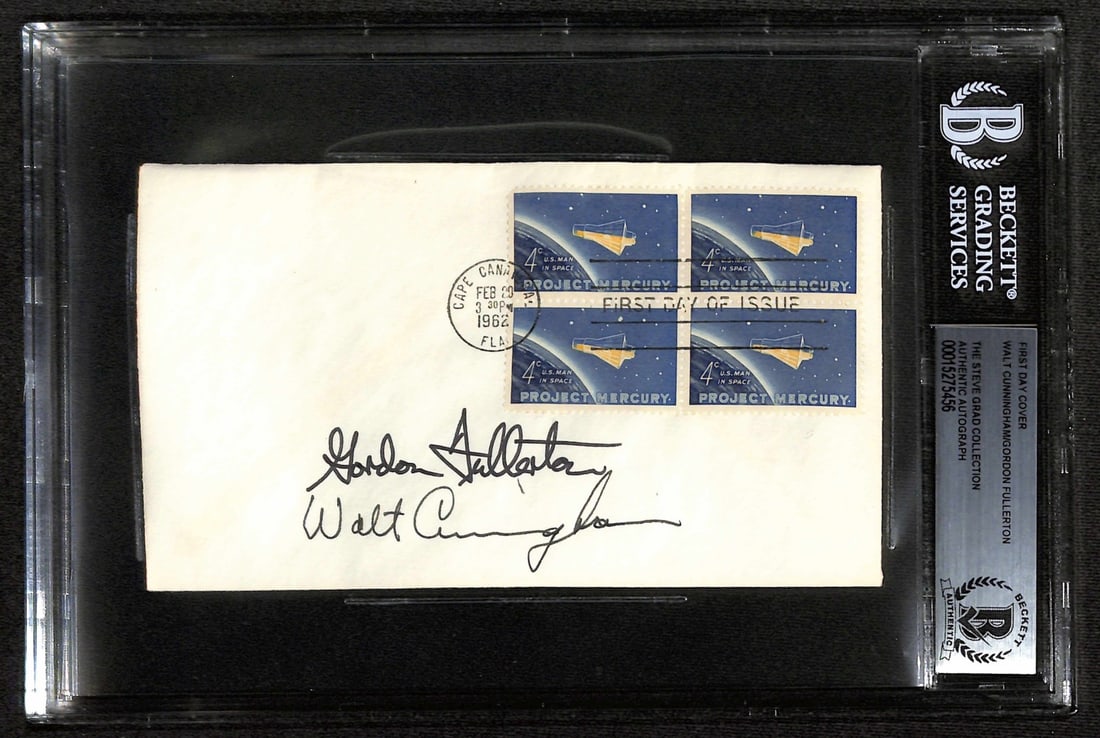 4c U.S. MAN
IN SPACE
PROJECT MERCURY
4c U.S. MAN
IN SPACE
PROJECT MERCURY
CAPE CANAVERAL
FEB 20
3 30PM
1962
FLA.
FIRST DAY OF ISSUE
4c U.S. MAN
IN SPACE
PROJECT MERCURY
4c U.S. MAN
IN SPACE
PROJECT MERCURY
Gordon Fullerton
Walt Cunningham
B
BECKETT®
GRADING
SERVICES
FIRST DAY COVER
WALT CUNNINGHAM/GORDON FULLERTON
THE STEVE GRAD COLLECTION
AUTHENTIC AUTOGRAPH
00015275456
BECKETT
B
AUTHENTIC